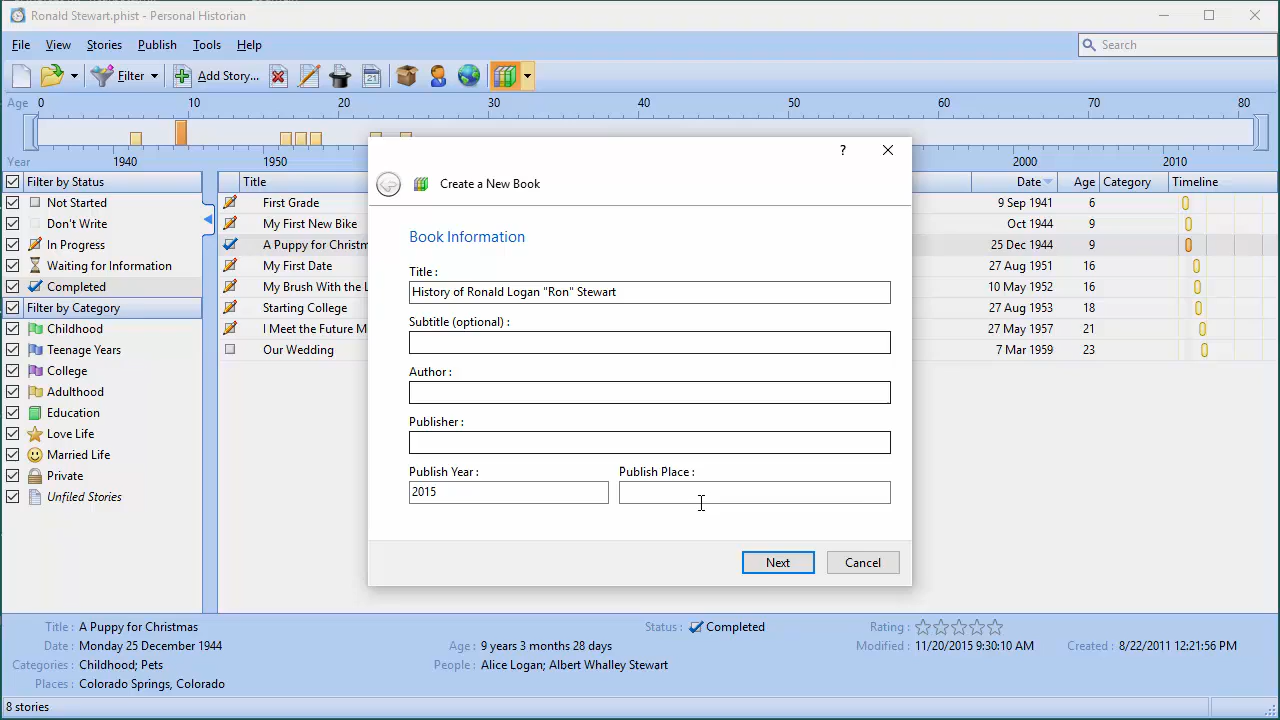 Ronald Stewart.phist - Personal Historian
File View Stories Publish Tools Help
Search
Filter Add Story...
Age 0 10 20 30 40 50 60 70 80
Year 1940 1950 2000 2010
Filter by Status
Not Started
Don't Write
In Progress
Waiting for Information
Completed
Filter by Category
Childhood
Teenage Years
College
Adulthood
Education
Love Life
Married Life
Private
Unfiled Stories
Title Date Age Category Timeline
First Grade 9 Sep 1941 6
My First New Bike Oct 1944 9
A Puppy for Christm 25 Dec 1944 9
My First Date 27 Aug 1951 16
My Brush With the L 10 May 1952 16
Starting College 27 Aug 1953 18
I Meet the Future M 27 May 1957 21
Our Wedding 7 Mar 1959 23
?
Create a New Book
Book Information
Title :
History of Ronald Logan "Ron" Stewart
Subtitle (optional) :
Author :
Publisher :
Publish Year : Publish Place :
2015
Next Cancel
Title : A Puppy for Christmas Status : Completed Rating :
Date : Monday 25 December 1944 Age : 9 years 3 months 28 days Modified : 11/20/2015 9:30:10 AM Created : 8/22/2011 12:21:56 PM
Categories : Childhood; Pets People : Alice Logan; Albert Whalley Stewart
Places : Colorado Springs, Colorado
8 stories